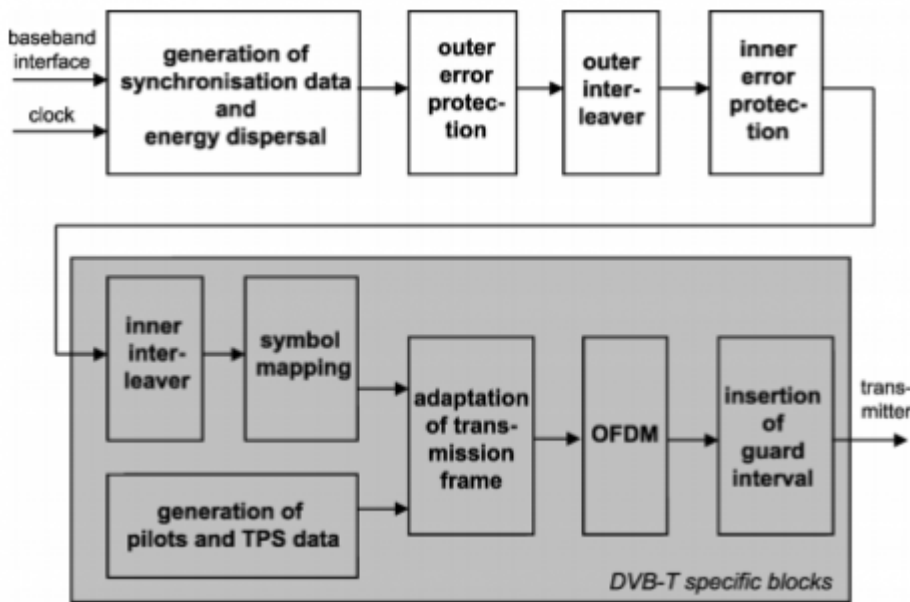 baseband
interface
clock
generation of
synchronisation data
and
energy dispersal
outer
error
protec-
tion
outer
inter-
leaver
inner
error
protec-
tion
inner
inter-
leaver
symbol
mapping
generation of
pilots and TPS data
adaptation
of trans-
mission
frame
OFDM
insertion
of
guard
interval
trans-
mitter
DVB-T specific blocks